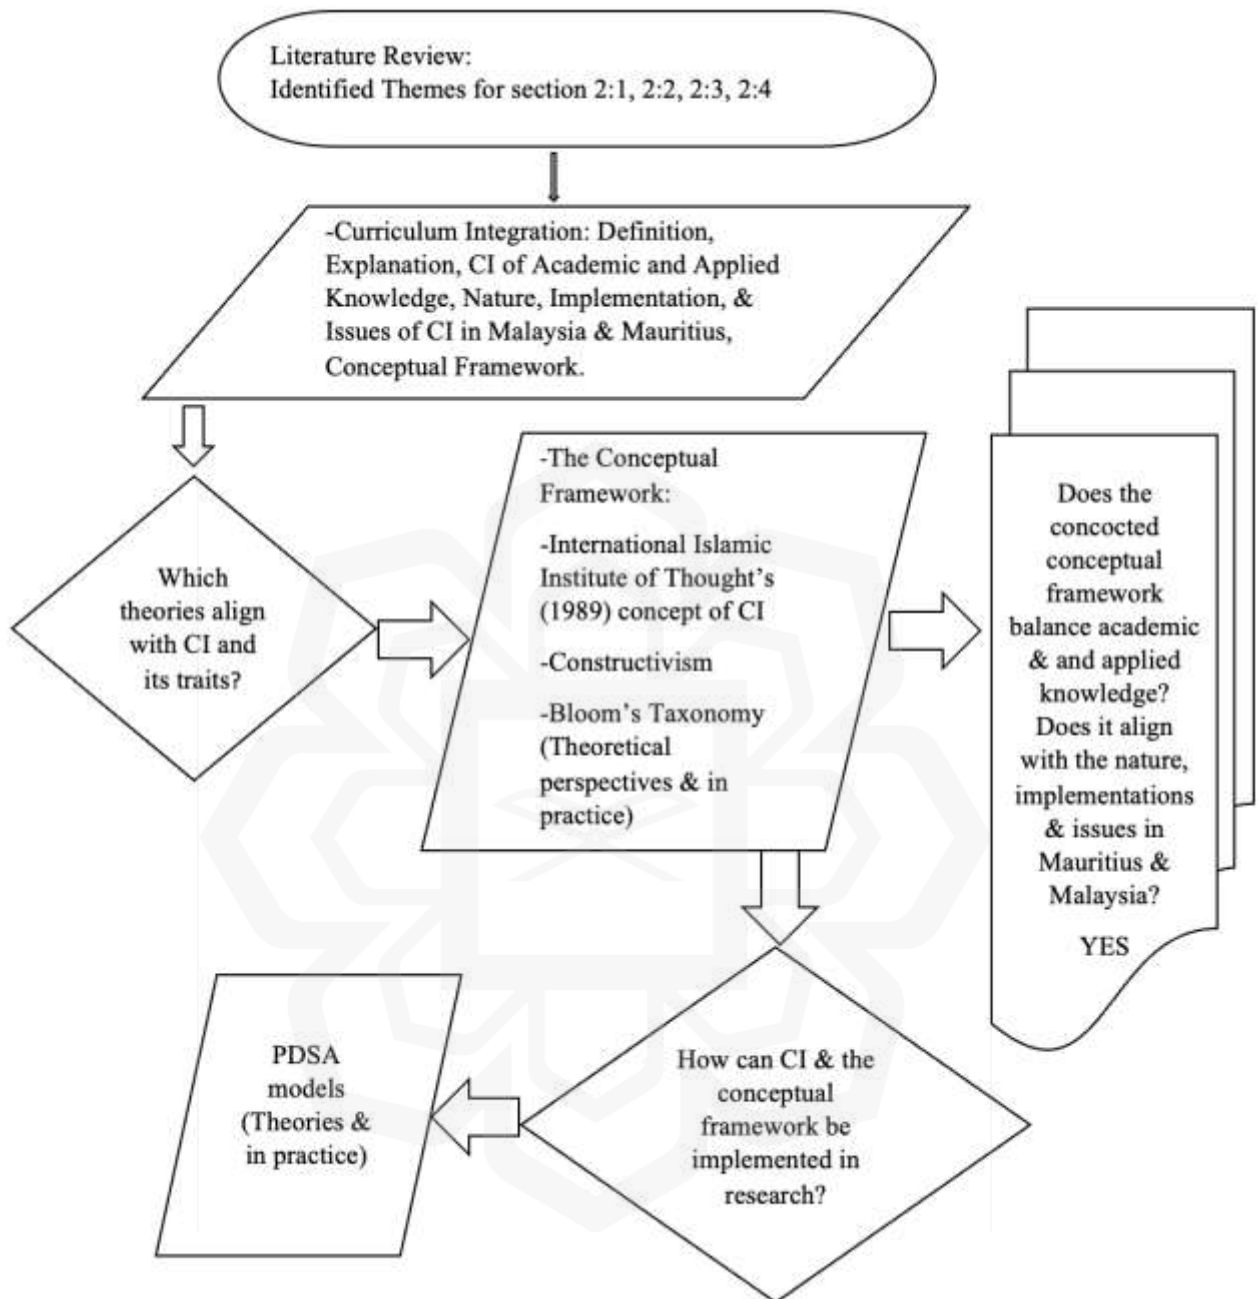 Literature Review:
Identified Themes for section 2:1, 2:2, 2:3, 2:4
-Curriculum Integration: Definition,
Explanation, CI of Academic and Applied
Knowledge, Nature, Implementation, &
Issues of CI in Malaysia & Mauritius,
Conceptual Framework.
Which
theories align
with CI and
its traits?
-The Conceptual
Framework:
-International Islamic
Institute of Thought’s
(1989) concept of CI
-Constructivism
-Bloom’s Taxonomy
(Theoretical
perspectives & in
practice)
Does the
concocted
conceptual
framework
balance academic
& and applied
knowledge?
Does it align
with the nature,
implementations
& issues in
Mauritius &
Malaysia?
YES
How can CI & the
conceptual
framework be
implemented in
research?
PDSA
models
(Theories &
in practice)